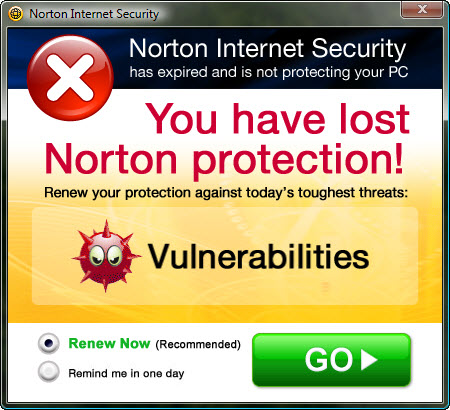 Norton Internet Security
Norton Internet Security
has expired and is not protecting your PC
You have lost
Norton protection!
Renew your protection against today's toughest threats:
Vulnerabilities
Renew Now (Recommended)
Remind me in one day
GO